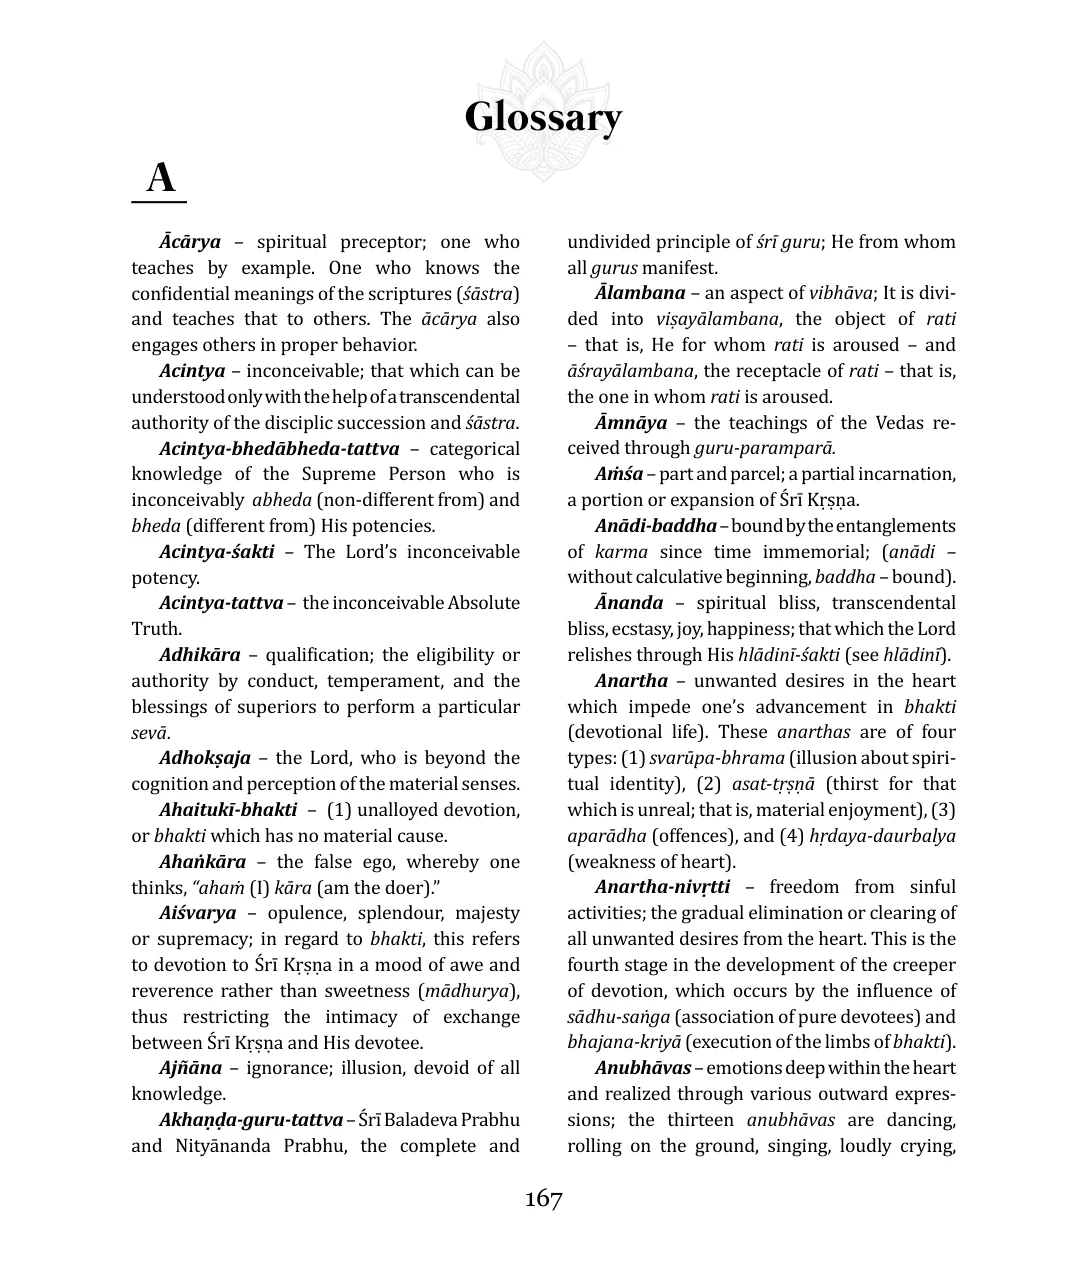 Glossary
A
Ācārya – spiritual preceptor; one who
teaches by example. One who knows the
confidential meanings of the scriptures (śāstra)
and teaches that to others. The ācārya also
engages others in proper behavior.
Acintya – inconceivable; that which can be
understood only with the help of a transcendental
authority of the disciplic succession and śāstra.
Acintya-bhedābheda-tattva – categorical
knowledge of the Supreme Person who is
inconceivably abheda (non-different from) and
bheda (different from) His potencies.
Acintya-śakti – The Lord’s inconceivable
potency.
Acintya-tattva – the inconceivable Absolute
Truth.
Adhikāra – qualification; the eligibility or
authority by conduct, temperament, and the
blessings of superiors to perform a particular
sevā.
Adhokṣaja – the Lord, who is beyond the
cognition and perception of the material senses.
Ahaitukī-bhakti – (1) unalloyed devotion,
or bhakti which has no material cause.
Ahaṅkāra – the false ego, whereby one
thinks, “ahaṁ (I) kāra (am the doer).”
Aiśvarya – opulence, splendour, majesty
or supremacy; in regard to bhakti, this refers
to devotion to Śrī Kṛṣṇa in a mood of awe and
reverence rather than sweetness (mādhurya),
thus restricting the intimacy of exchange
between Śrī Kṛṣṇa and His devotee.
Ajñāna – ignorance; illusion, devoid of all
knowledge.
Akhaṇḍa-guru-tattva – Śrī Baladeva Prabhu
and Nityānanda Prabhu, the complete and
undivided principle of śrī guru; He from whom
all gurus manifest.
Ālambana – an aspect of vibhāva; It is divi-
ded into viṣayālambana, the object of rati
– that is, He for whom rati is aroused – and
āśrayālambana, the receptacle of rati – that is,
the one in whom rati is aroused.
Āmnāya – the teachings of the Vedas re-
ceived through guru-paramparā.
Aṁśa – part and parcel; a partial incarnation,
a portion or expansion of Śrī Kṛṣṇa.
Anādi-baddha – bound by the entanglements
of karma since time immemorial; (anādi –
without calculative beginning, baddha – bound).
Ānanda – spiritual bliss, transcendental
bliss, ecstasy, joy, happiness; that which the Lord
relishes through His hlādinī-śakti (see hlādinī).
Anartha – unwanted desires in the heart
which impede one’s advancement in bhakti
(devotional life). These anarthas are of four
types: (1) svarūpa-bhrama (illusion about spiri-
tual identity), (2) asat-tṛṣṇā (thirst for that
which is unreal; that is, material enjoyment), (3)
aparādha (offences), and (4) hṛdaya-daurbalya
(weakness of heart).
Anartha-nivṛtti – freedom from sinful
activities; the gradual elimination or clearing of
all unwanted desires from the heart. This is the
fourth stage in the development of the creeper
of devotion, which occurs by the influence of
sādhu-saṅga (association of pure devotees) and
bhajana-kriyā (execution of the limbs of bhakti).
Anubhāvas – emotions deep within the heart
and realized through various outward expres-
sions; the thirteen anubhāvas are dancing,
rolling on the ground, singing, loudly crying,
167